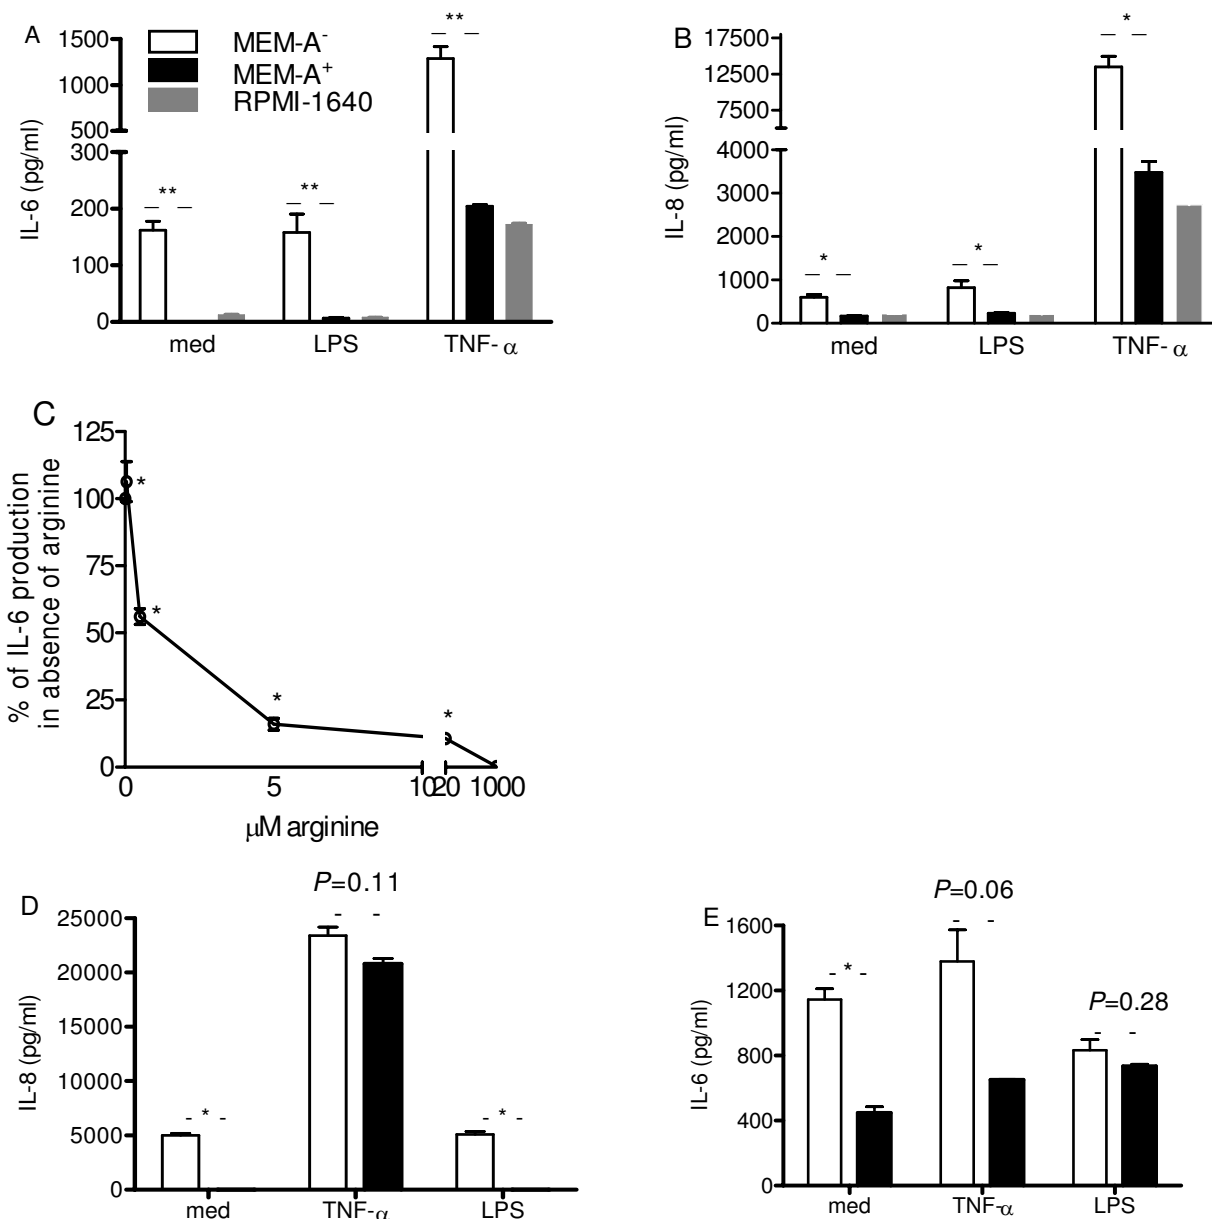 A
IL-6 (pg/ml)
1500
1000
500
300
200
100
0
MEM-A⁻
MEM-A⁺
RPMI-1640
**
**
**
med
LPS
TNF- α
B
IL-8 (pg/ml)
17500
12500
7500
4000
3000
2000
1000
0
*
*
*
med
LPS
TNF- α
C
% of IL-6 production
in absence of arginine
125
100
75
50
25
0
*
*
*
*
0
5
10
20
1000
µM arginine
D
IL-8 (pg/ml)
25000
20000
15000
10000
5000
0
*
P=0.11
*
med
TNF-α
LPS
E
IL-6 (pg/ml)
1600
1200
800
400
0
*
P=0.06
P=0.28
med
TNF-α
LPS